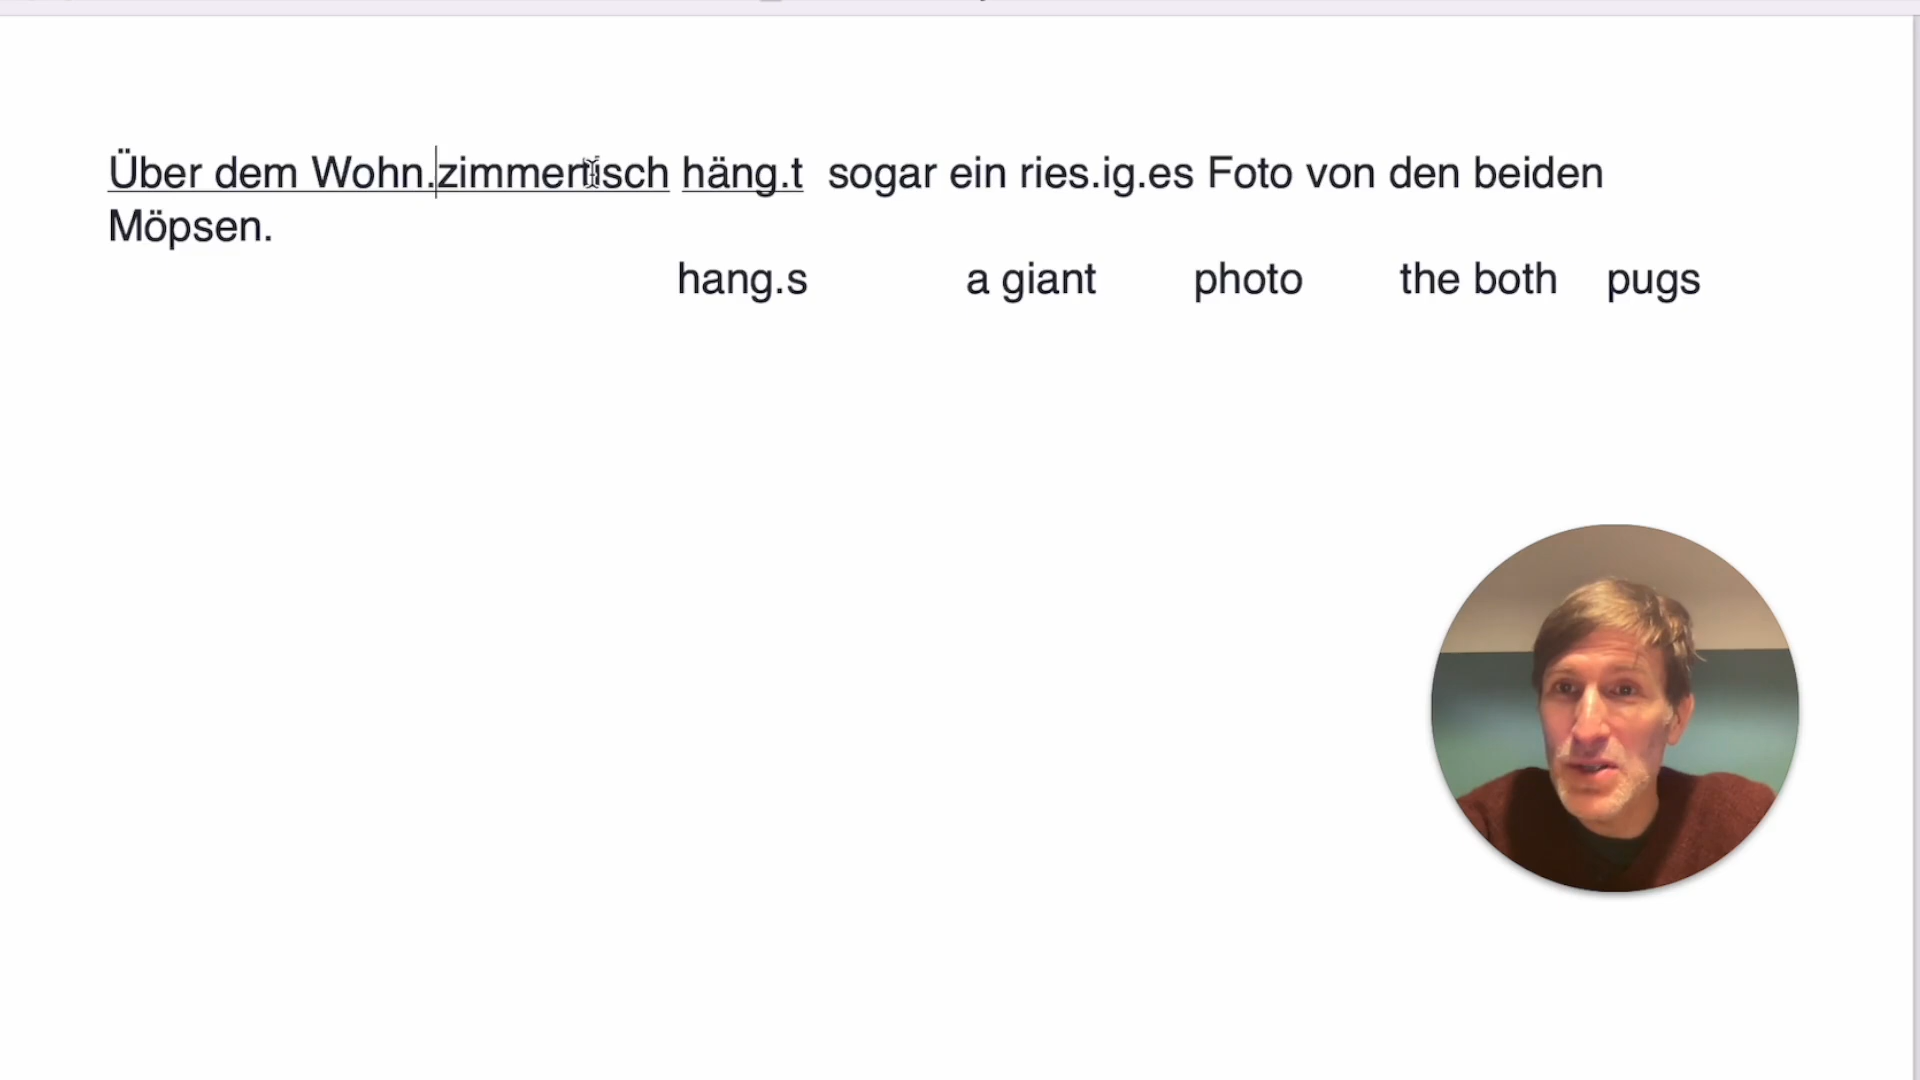 Über dem Wohn.zimmertisch häng.t sogar ein ries.ig.es Foto von den beiden
Möpsen.
hang.s a giant photo the both pugs